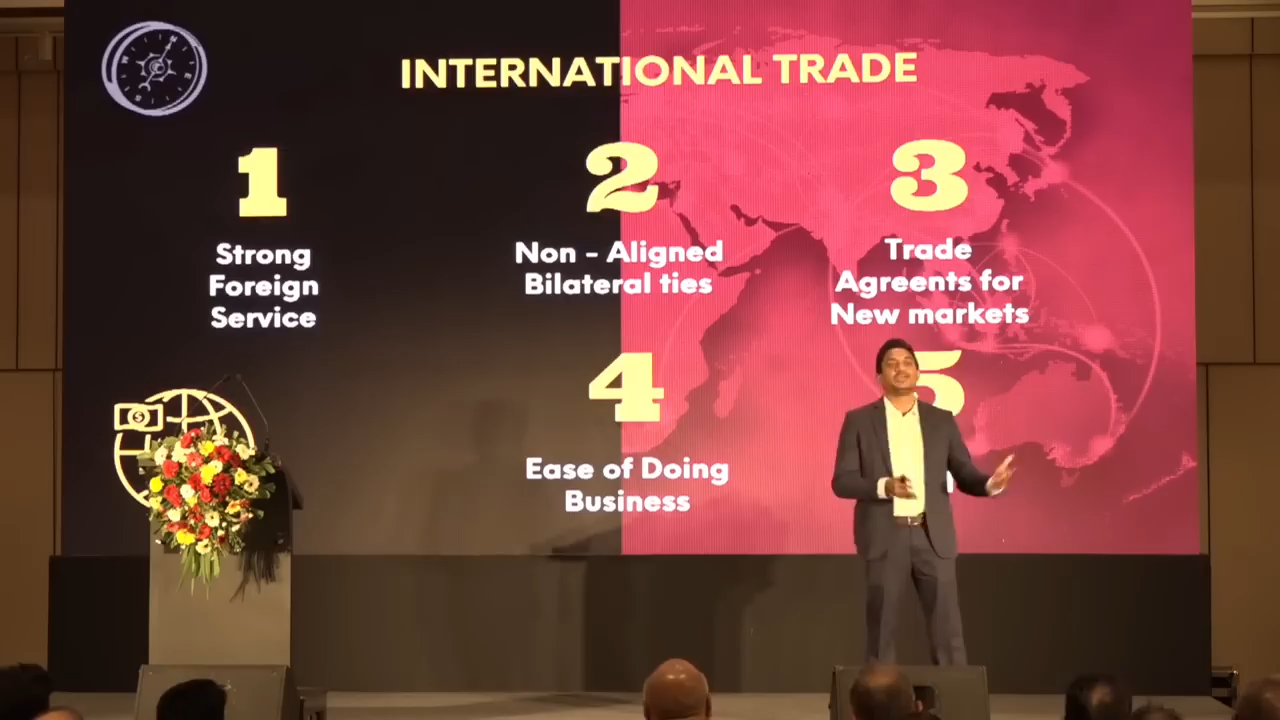 INTERNATIONAL TRADE
1
Strong
Foreign
Service
2
Non - Aligned
Bilateral ties
3
Trade
Agreents for
New markets
4
Ease of Doing
Business
5